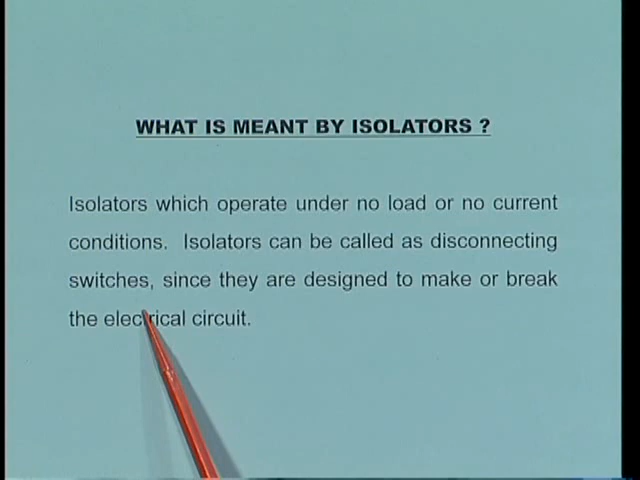 WHAT IS MEANT BY ISOLATORS ?
Isolators which operate under no load or no current
conditions. Isolators can be called as disconnecting
switches, since they are designed to make or break
the electrical circuit.